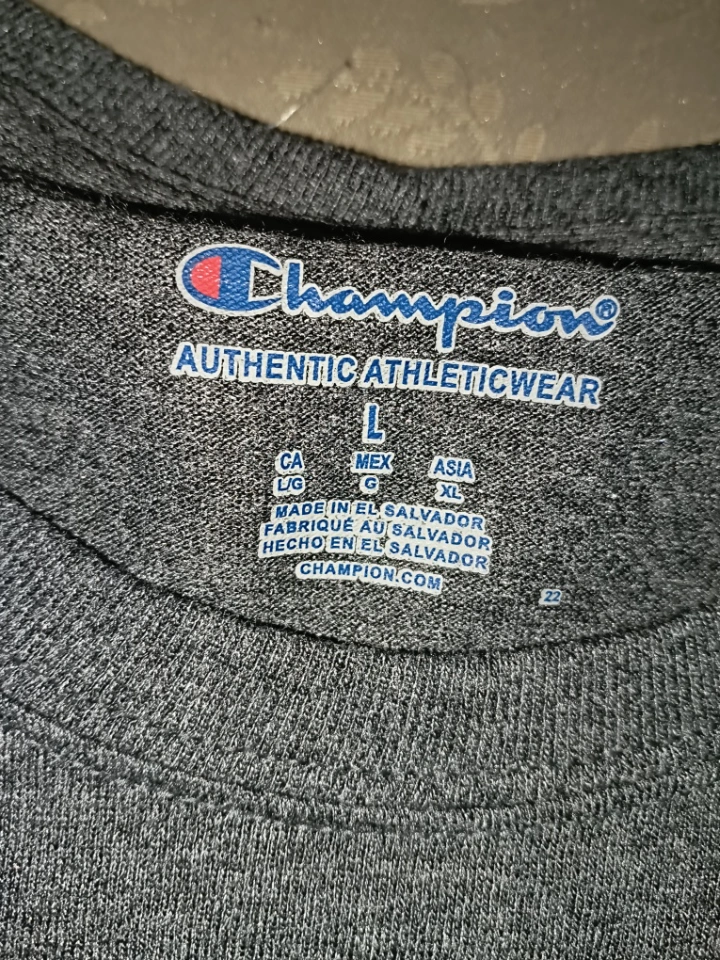 Champion®
AUTHENTIC ATHLETICWEAR
L
CA MEX ASIA
L/G G XL
MADE IN EL SALVADOR
FABRIQUÉ AU SALVADOR
HECHO EN EL SALVADOR
CHAMPION.COM
22